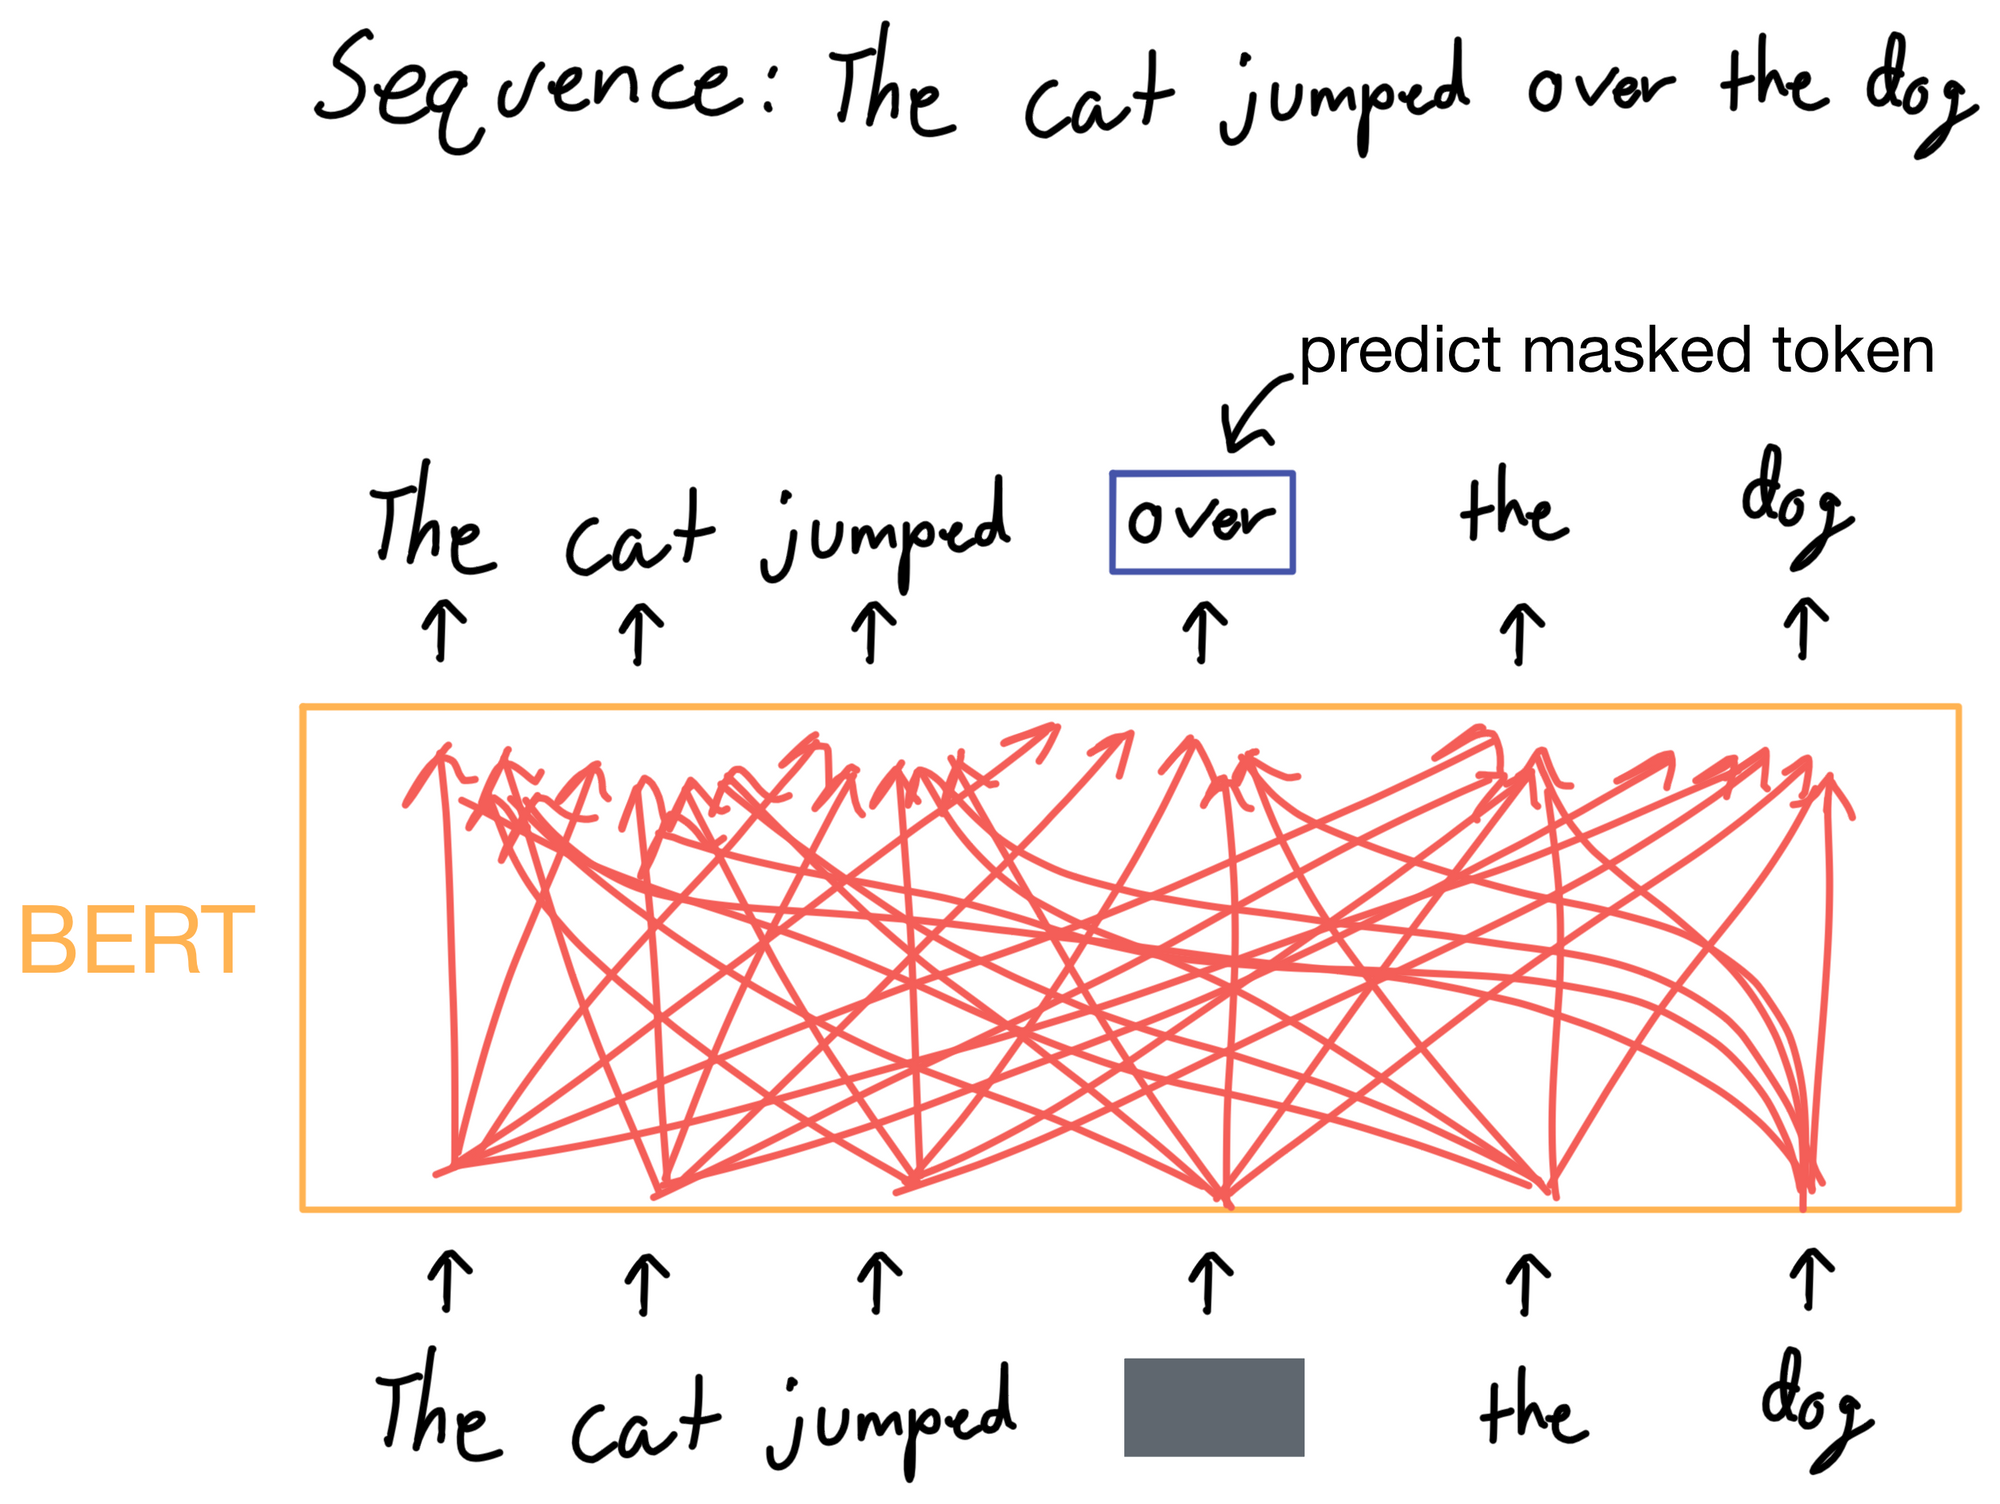 Sequence: The cat jumped over the dog
predict masked token
The cat jumped over the dog
BERT
The cat jumped the dog